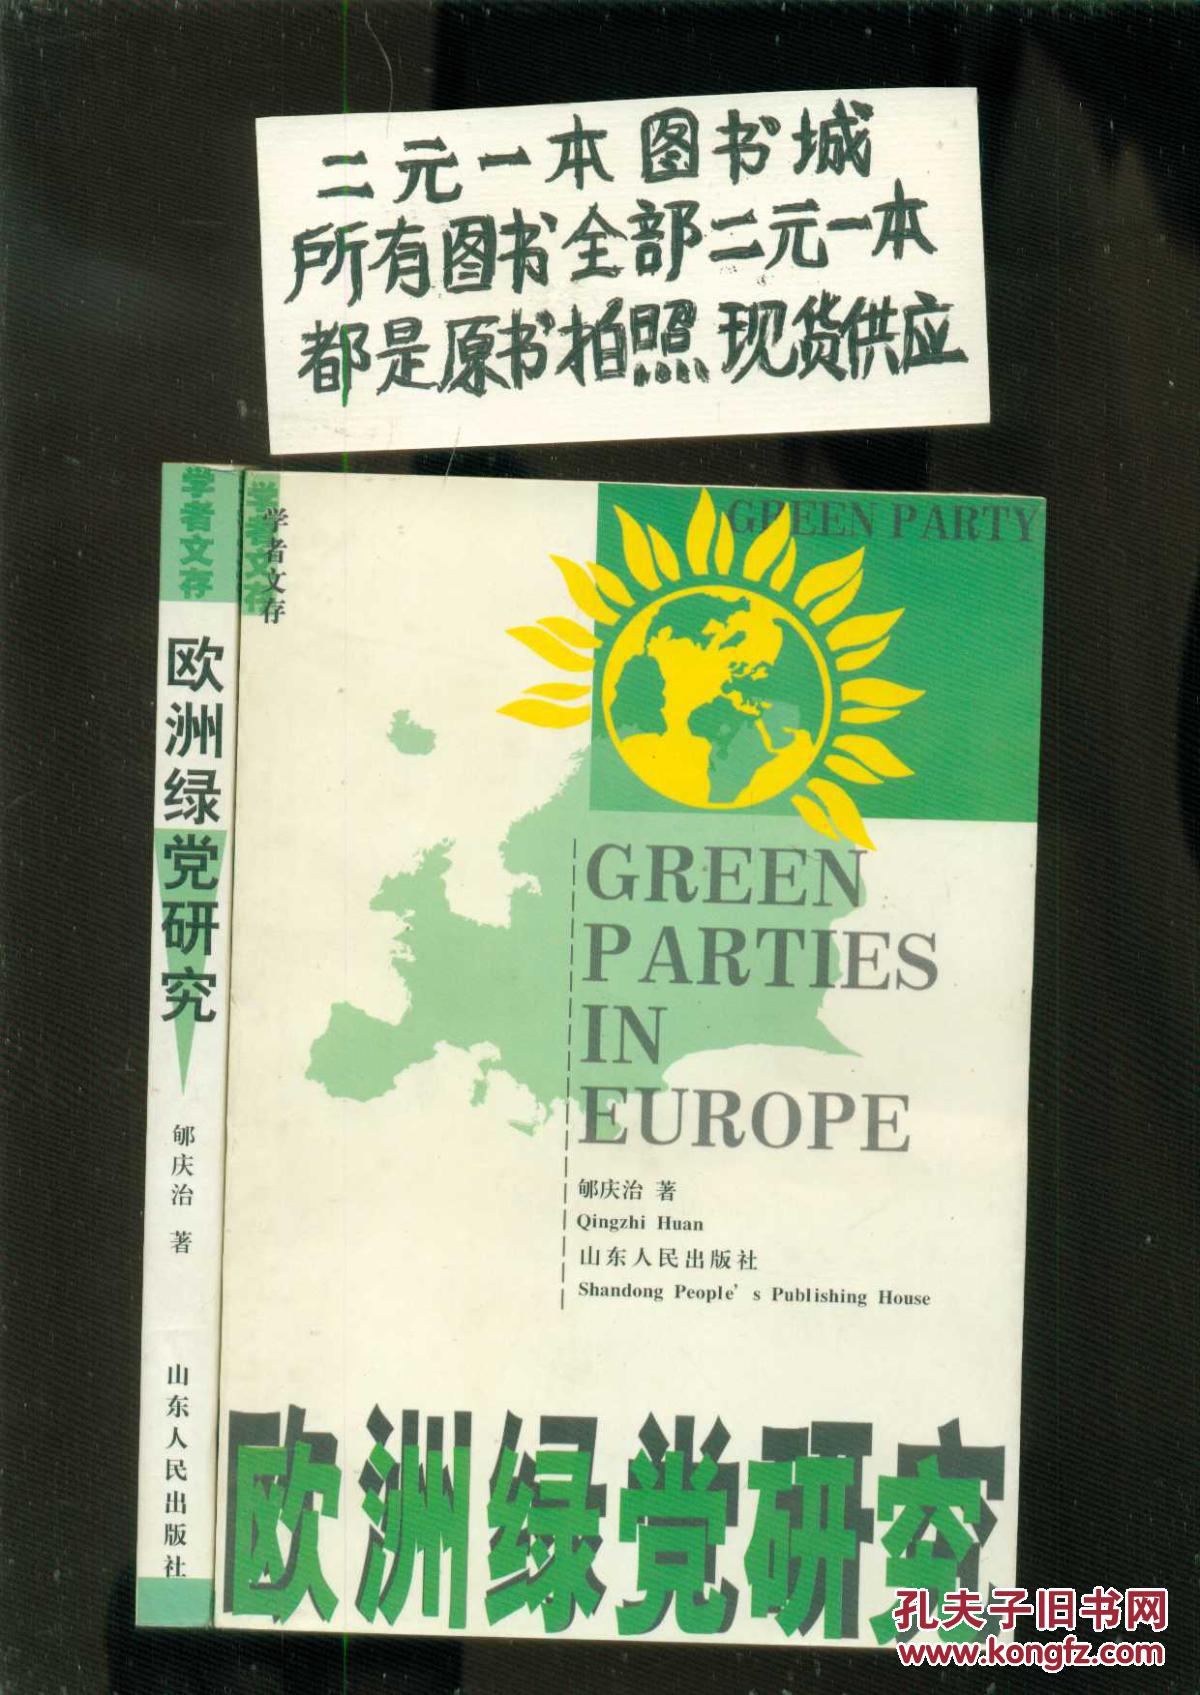 二元一本图书城
所有图书全部二元一本
都是原书拍照现货供应
学者文存
欧洲绿党研究
郇庆治 著
山东人民出版社
学者文存
学者文存
GREEN PARTY
GREEN
PARTIES
IN
EUROPE
郇庆治 著
Qingzhi Huan
山东人民出版社
Shandong People's Publishing House
欧洲绿党研究
孔夫子旧书网
www.kongfz.com